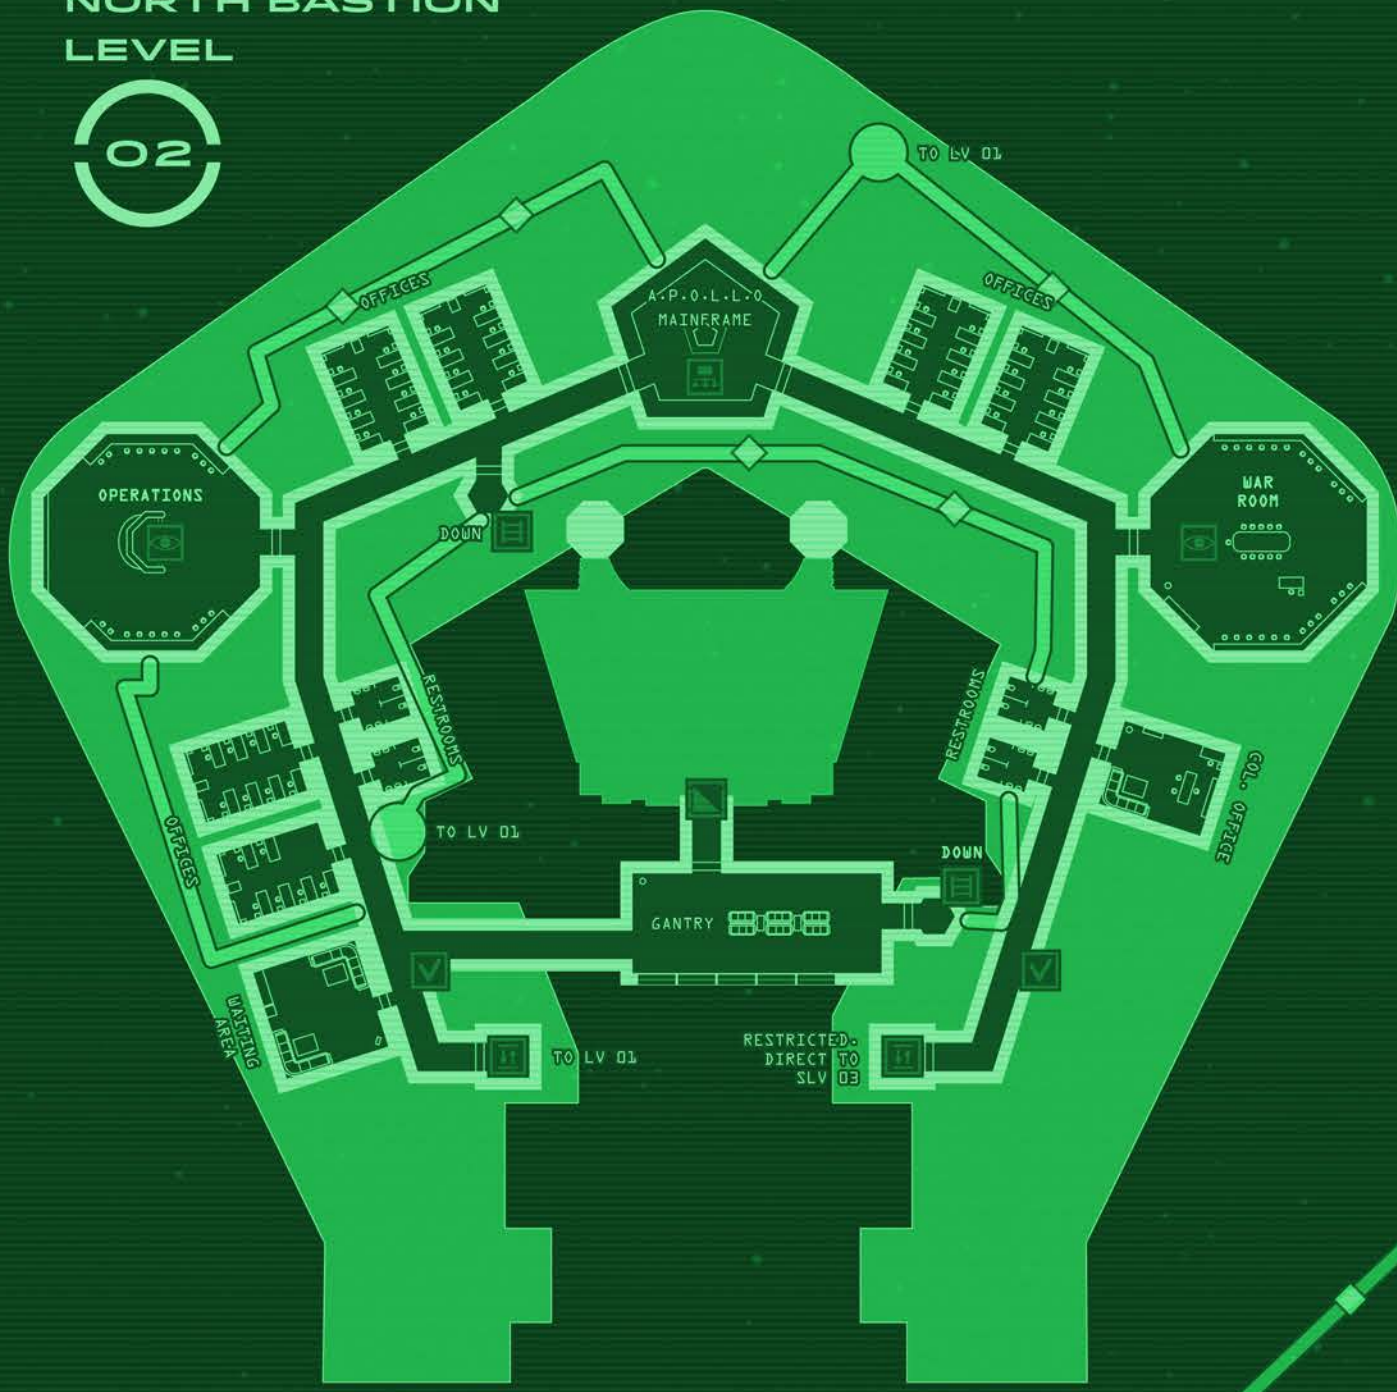 NORTH BASTION
LEVEL
02
TO LV 01
OFFICES
OFFICES
A.P.O.L.L.O
MAINFRAME
OPERATIONS
WAR
ROOM
DOWN
RESTROOMS
RESTROOMS
COL. OFFICE
OFFICES
TO LV 01
DOWN
GANTRY
WAITING
AREA
TO LV 01
RESTRICTED.
DIRECT TO
SLV 03